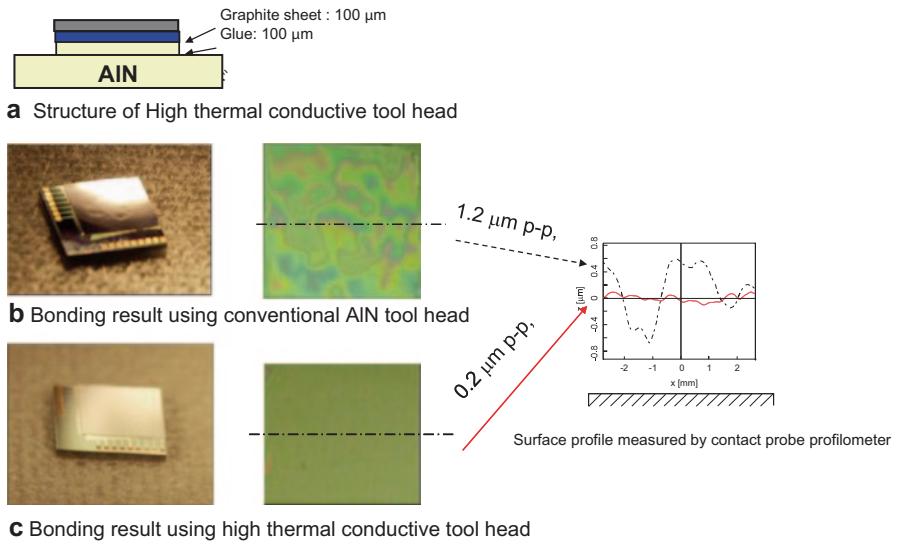 Graphite sheet : 100 μm
Glue: 100 μm
AlN
a Structure of High thermal conductive tool head
1.2 μm p-p,
b Bonding result using conventional AlN tool head
0.2 μm p-p,
0.8
0.4
0
-0.4
-0.8
[μm]
-2
-1
0
1
2
x [mm]
Surface profile measured by contact probe profilometer
c Bonding result using high thermal conductive tool head